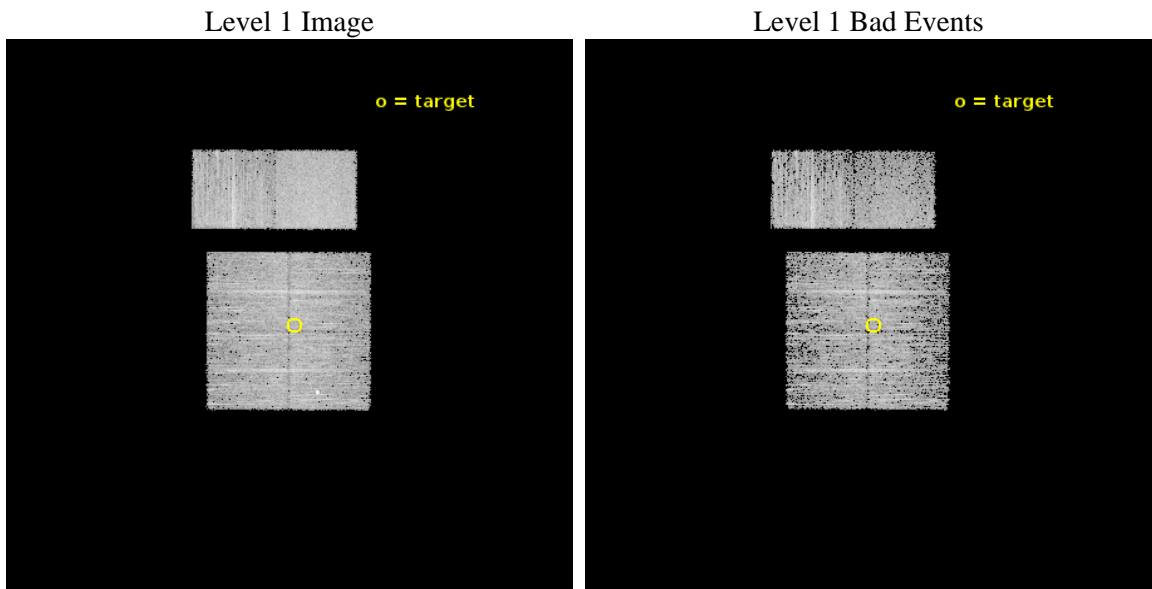 Level 1 Image
Level 1 Bad Events
o = target
o = target